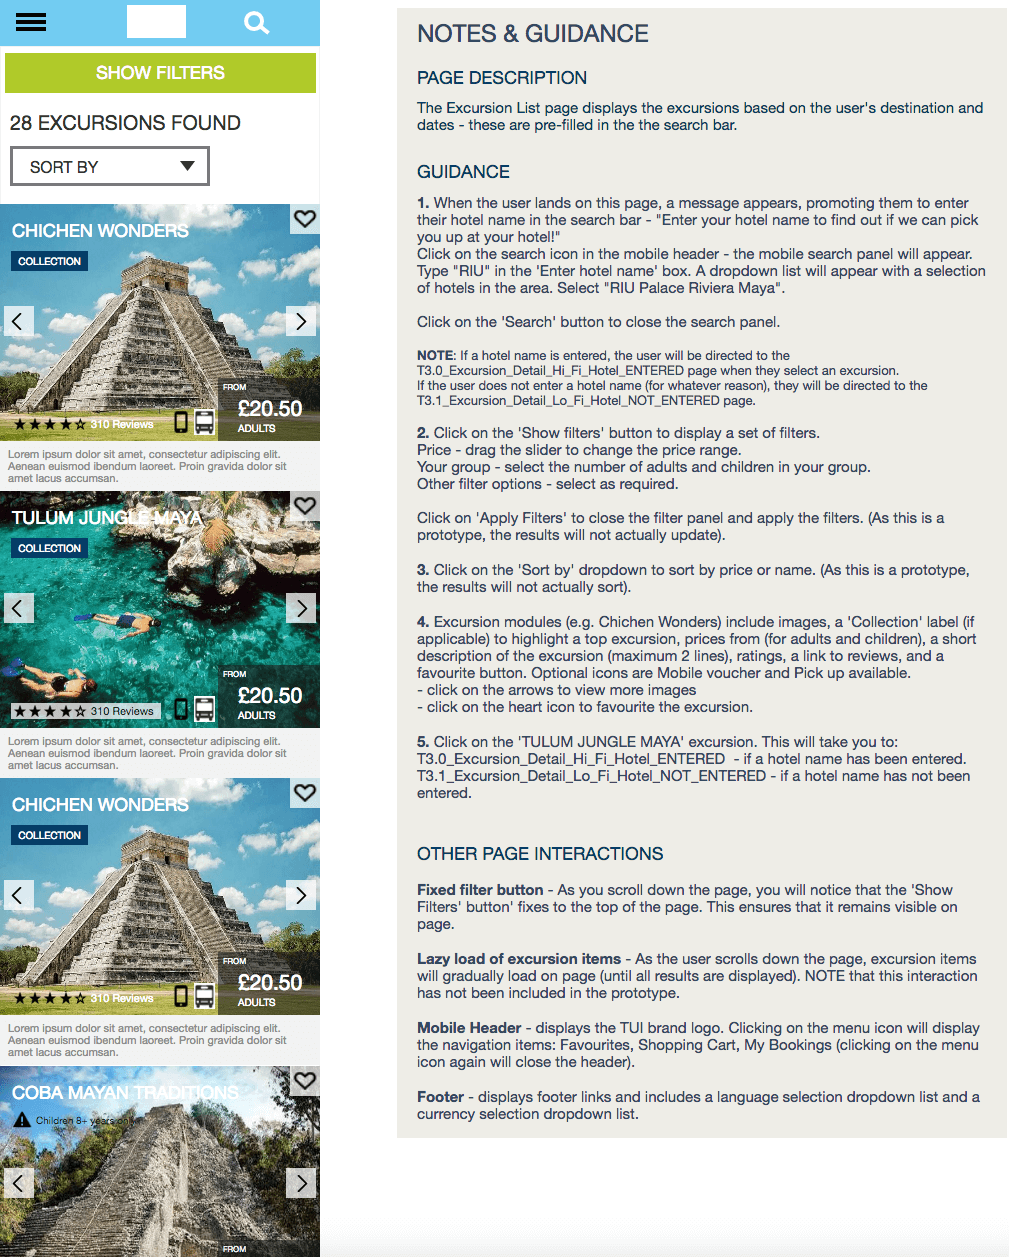 SHOW FILTERS
28 EXCURSIONS FOUND
SORT BY
CHICHEN WONDERS
COLLECTION
FROM
£20.50
310 Reviews
ADULTS
Lorem ipsum dolor sit amet, consectetur adipiscing elit.
Aenean euismod ibendum laoreet. Proin gravida dolor sit
amet lacus accumsan.
TULUM JUNGLE MAYA
COLLECTION
FROM
£20.50
310 Reviews
ADULTS
Lorem ipsum dolor sit amet, consectetur adipiscing elit.
Aenean euismod ibendum laoreet. Proin gravida dolor sit
amet lacus accumsan.
CHICHEN WONDERS
COLLECTION
FROM
£20.50
310 Reviews
ADULTS
Lorem ipsum dolor sit amet, consectetur adipiscing elit.
Aenean euismod ibendum laoreet. Proin gravida dolor sit
amet lacus accumsan.
COBA MAYAN TRADITIONS
Children 8+ years only
FROM
NOTES & GUIDANCE
PAGE DESCRIPTION
The Excursion List page displays the excursions based on the user's destination and
dates - these are pre-filled in the the search bar.
GUIDANCE
1. When the user lands on this page, a message appears, promoting them to enter
their hotel name in the search bar - "Enter your hotel name to find out if we can pick
you up at your hotel!"
Click on the search icon in the mobile header - the mobile search panel will appear.
Type "RIU" in the 'Enter hotel name' box. A dropdown list will appear with a selection
of hotels in the area. Select "RIU Palace Riviera Maya".
Click on the 'Search' button to close the search panel.
NOTE: If a hotel name is entered, the user will be directed to the
T3.0_Excursion_Detail_Hi_Fi_Hotel_ENTERED page when they select an excursion.
If the user does not enter a hotel name (for whatever reason), they will be directed to the
T3.1_Excursion_Detail_Lo_Fi_Hotel_NOT_ENTERED page.
2. Click on the 'Show filters' button to display a set of filters.
Price - drag the slider to change the price range.
Your group - select the number of adults and children in your group.
Other filter options - select as required.
Click on 'Apply Filters' to close the filter panel and apply the filters. (As this is a
prototype, the results will not actually update).
3. Click on the 'Sort by' dropdown to sort by price or name. (As this is a prototype,
the results will not actually sort).
4. Excursion modules (e.g. Chichen Wonders) include images, a 'Collection' label (if
applicable) to highlight a top excursion, prices from (for adults and children), a short
description of the excursion (maximum 2 lines), ratings, a link to reviews, and a
favourite button. Optional icons are Mobile voucher and Pick up available.
- click on the arrows to view more images
- click on the heart icon to favourite the excursion.
5. Click on the 'TULUM JUNGLE MAYA' excursion. This will take you to:
T3.0_Excursion_Detail_Hi_Fi_Hotel_ENTERED - if a hotel name has been entered.
T3.1_Excursion_Detail_Lo_Fi_Hotel_NOT_ENTERED - if a hotel name has not been
entered.
OTHER PAGE INTERACTIONS
Fixed filter button - As you scroll down the page, you will notice that the 'Show
Filters' button' fixes to the top of the page. This ensures that it remains visible on
page.
Lazy load of excursion items - As the user scrolls down the page, excursion items
will gradually load on page (until all results are displayed). NOTE that this interaction
has not been included in the prototype.
Mobile Header - displays the TUI brand logo. Clicking on the menu icon will display
the navigation items: Favourites, Shopping Cart, My Bookings (clicking on the menu
icon again will close the header).
Footer - displays footer links and includes a language selection dropdown list and a
currency selection dropdown list.